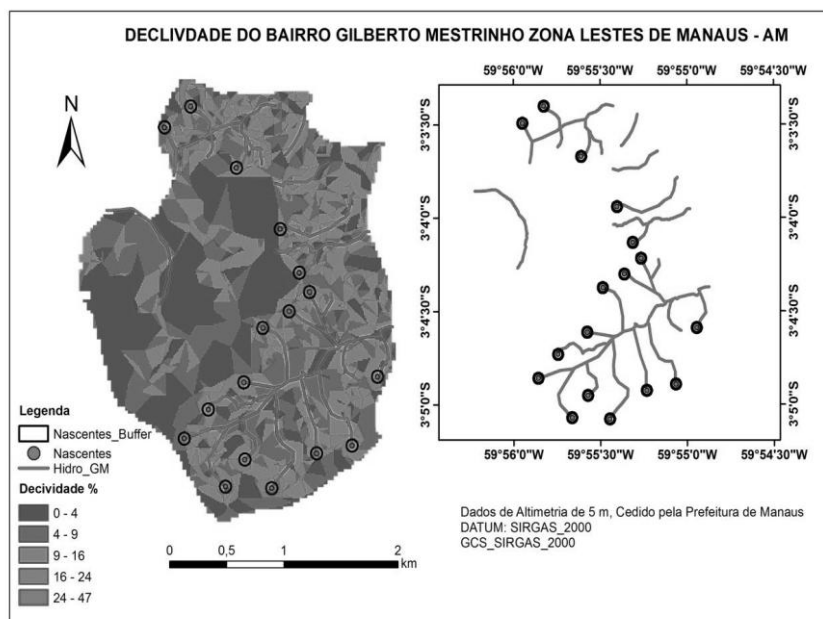 DECLIVDADE DO BAIRRO GILBERTO MESTRINHO ZONA LESTES DE MANAUS - AM
N
59°56'0"W 59°55'30"W 59°55'0"W 59°54'30"W
3°3'30"S 3°3'30"S
3°4'0"S 3°4'0"S
3°4'30"S 3°4'30"S
3°5'0"S 3°5'0"S
59°56'0"W 59°55'30"W 59°55'0"W 59°54'30"W
Legenda
Nascentes_Buffer
Nascentes
Hidro_GM
Decividade %
0 - 4
4 - 9
9 - 16
16 - 24
24 - 47
0 0,5 1 2
km
Dados de Altimetria de 5 m, Cedido pela Prefeitura de Manaus
DATUM: SIRGAS_2000
GCS_SIRGAS_2000